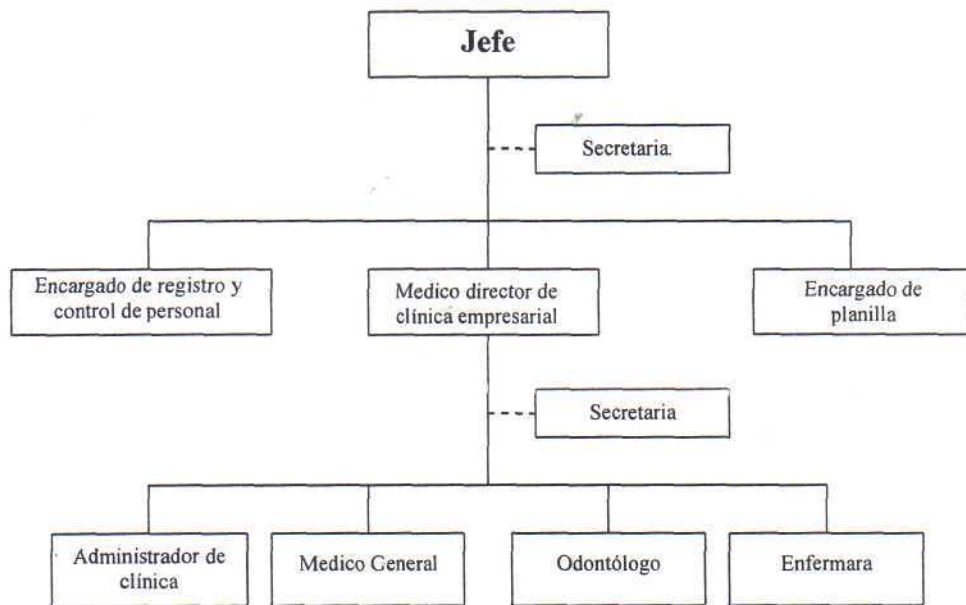 Jefe
Secretaria.
Encargado de registro y
control de personal
Medico director de
clínica empresarial
Encargado de
planilla
Secretaria
Administrador de
clínica
Medico General
Odontólogo
Enfermara